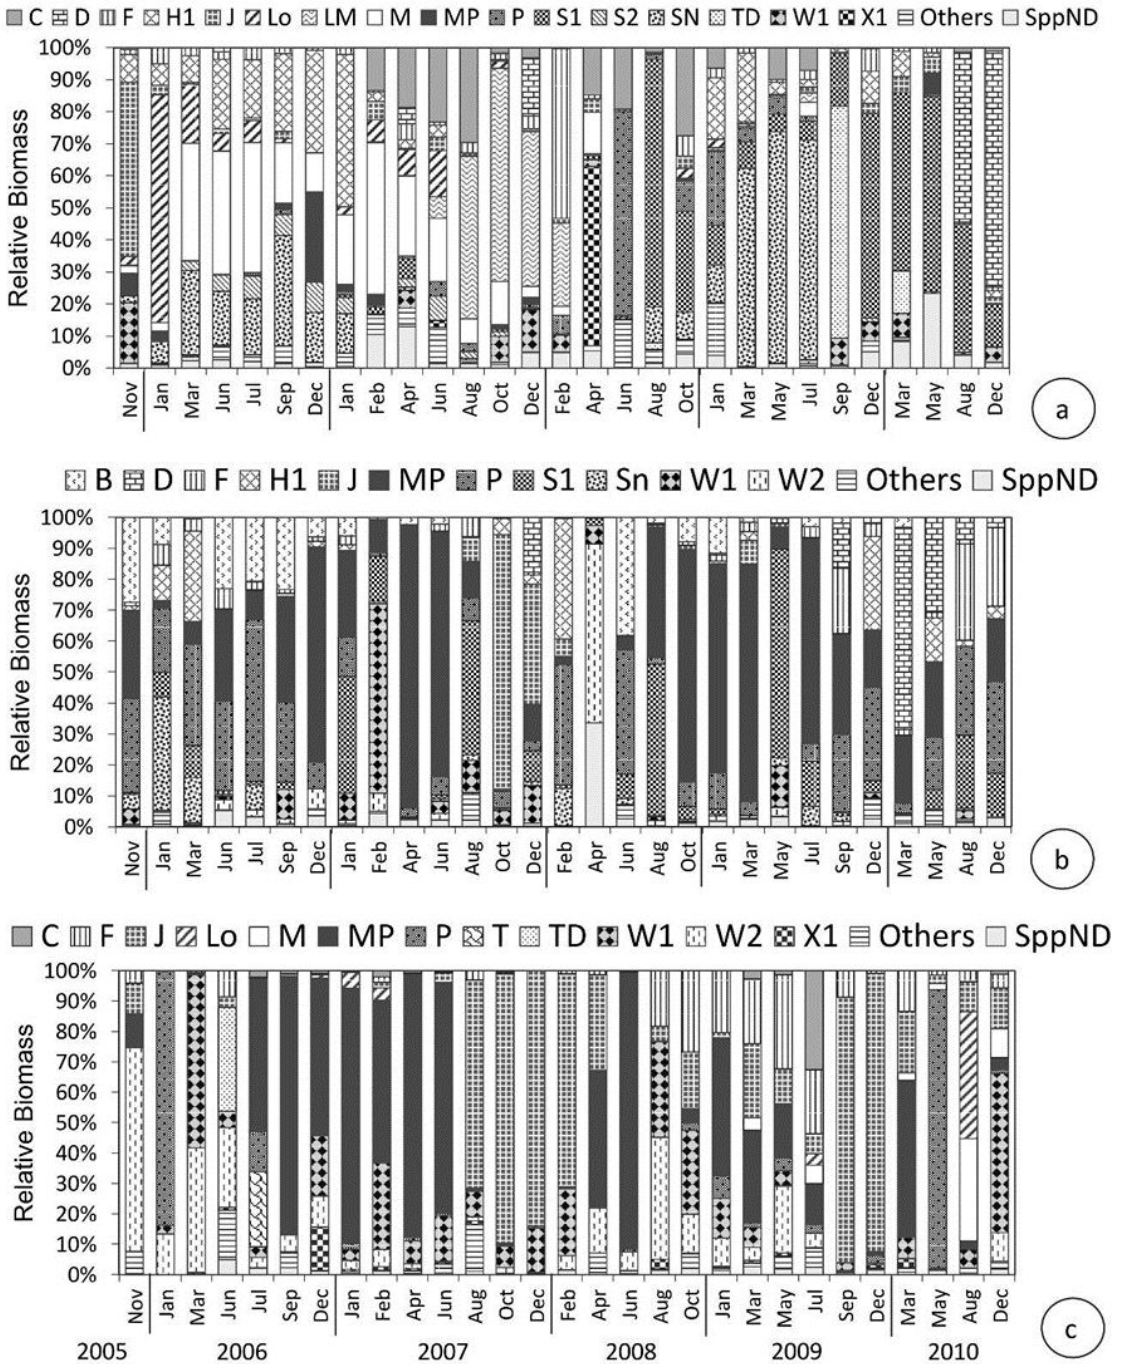 C D F H1 J Lo LM M MP P S1 S2 SN TD W1 X1 Others SppND
100%
90%
80%
70%
60%
50%
40%
30%
20%
10%
0%
Relative Biomass
Nov Jan Mar Jun Jul Sep Dec Jan Feb Apr Jun Aug Oct Dec Feb Apr Jun Aug Oct Jan Mar May Jul Sep Dec Mar May Aug Dec
a
B D F H1 J MP P S1 Sn W1 W2 Others SppND
100%
90%
80%
70%
60%
50%
40%
30%
20%
10%
0%
Relative Biomass
Nov Jan Mar Jun Jul Sep Dec Jan Feb Apr Jun Aug Oct Dec Feb Apr Jun Aug Oct Jan Mar May Jul Sep Dec Mar May Aug Dec
b
C F J Lo M MP P T TD W1 W2 X1 Others SppND
100%
90%
80%
70%
60%
50%
40%
30%
20%
10%
0%
Relative Biomass
Nov Jan Mar Jun Jul Sep Dec Jan Feb Apr Jun Aug Oct Dec Feb Apr Jun Aug Oct Jan Mar May Jul Sep Dec Mar May Aug Dec
c
2005 2006 2007 2008 2009 2010